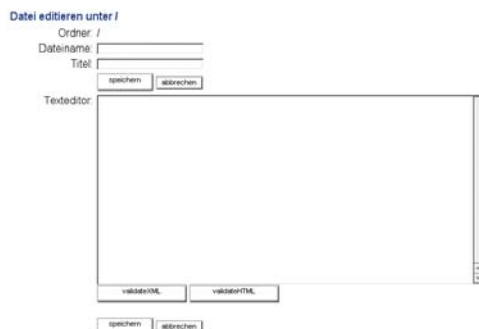 Datei editieren unter /
Ordner: /
Dateiname:
Titel:
speichern abbrechen
Texteditor:
validateXML validateHTML
speichern abbrechen